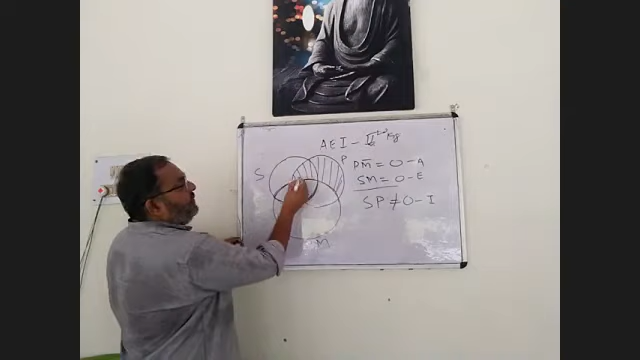 AEI - II
S
P
PM̅ = O - A
SM = O - E
SP ≠ O - I
M